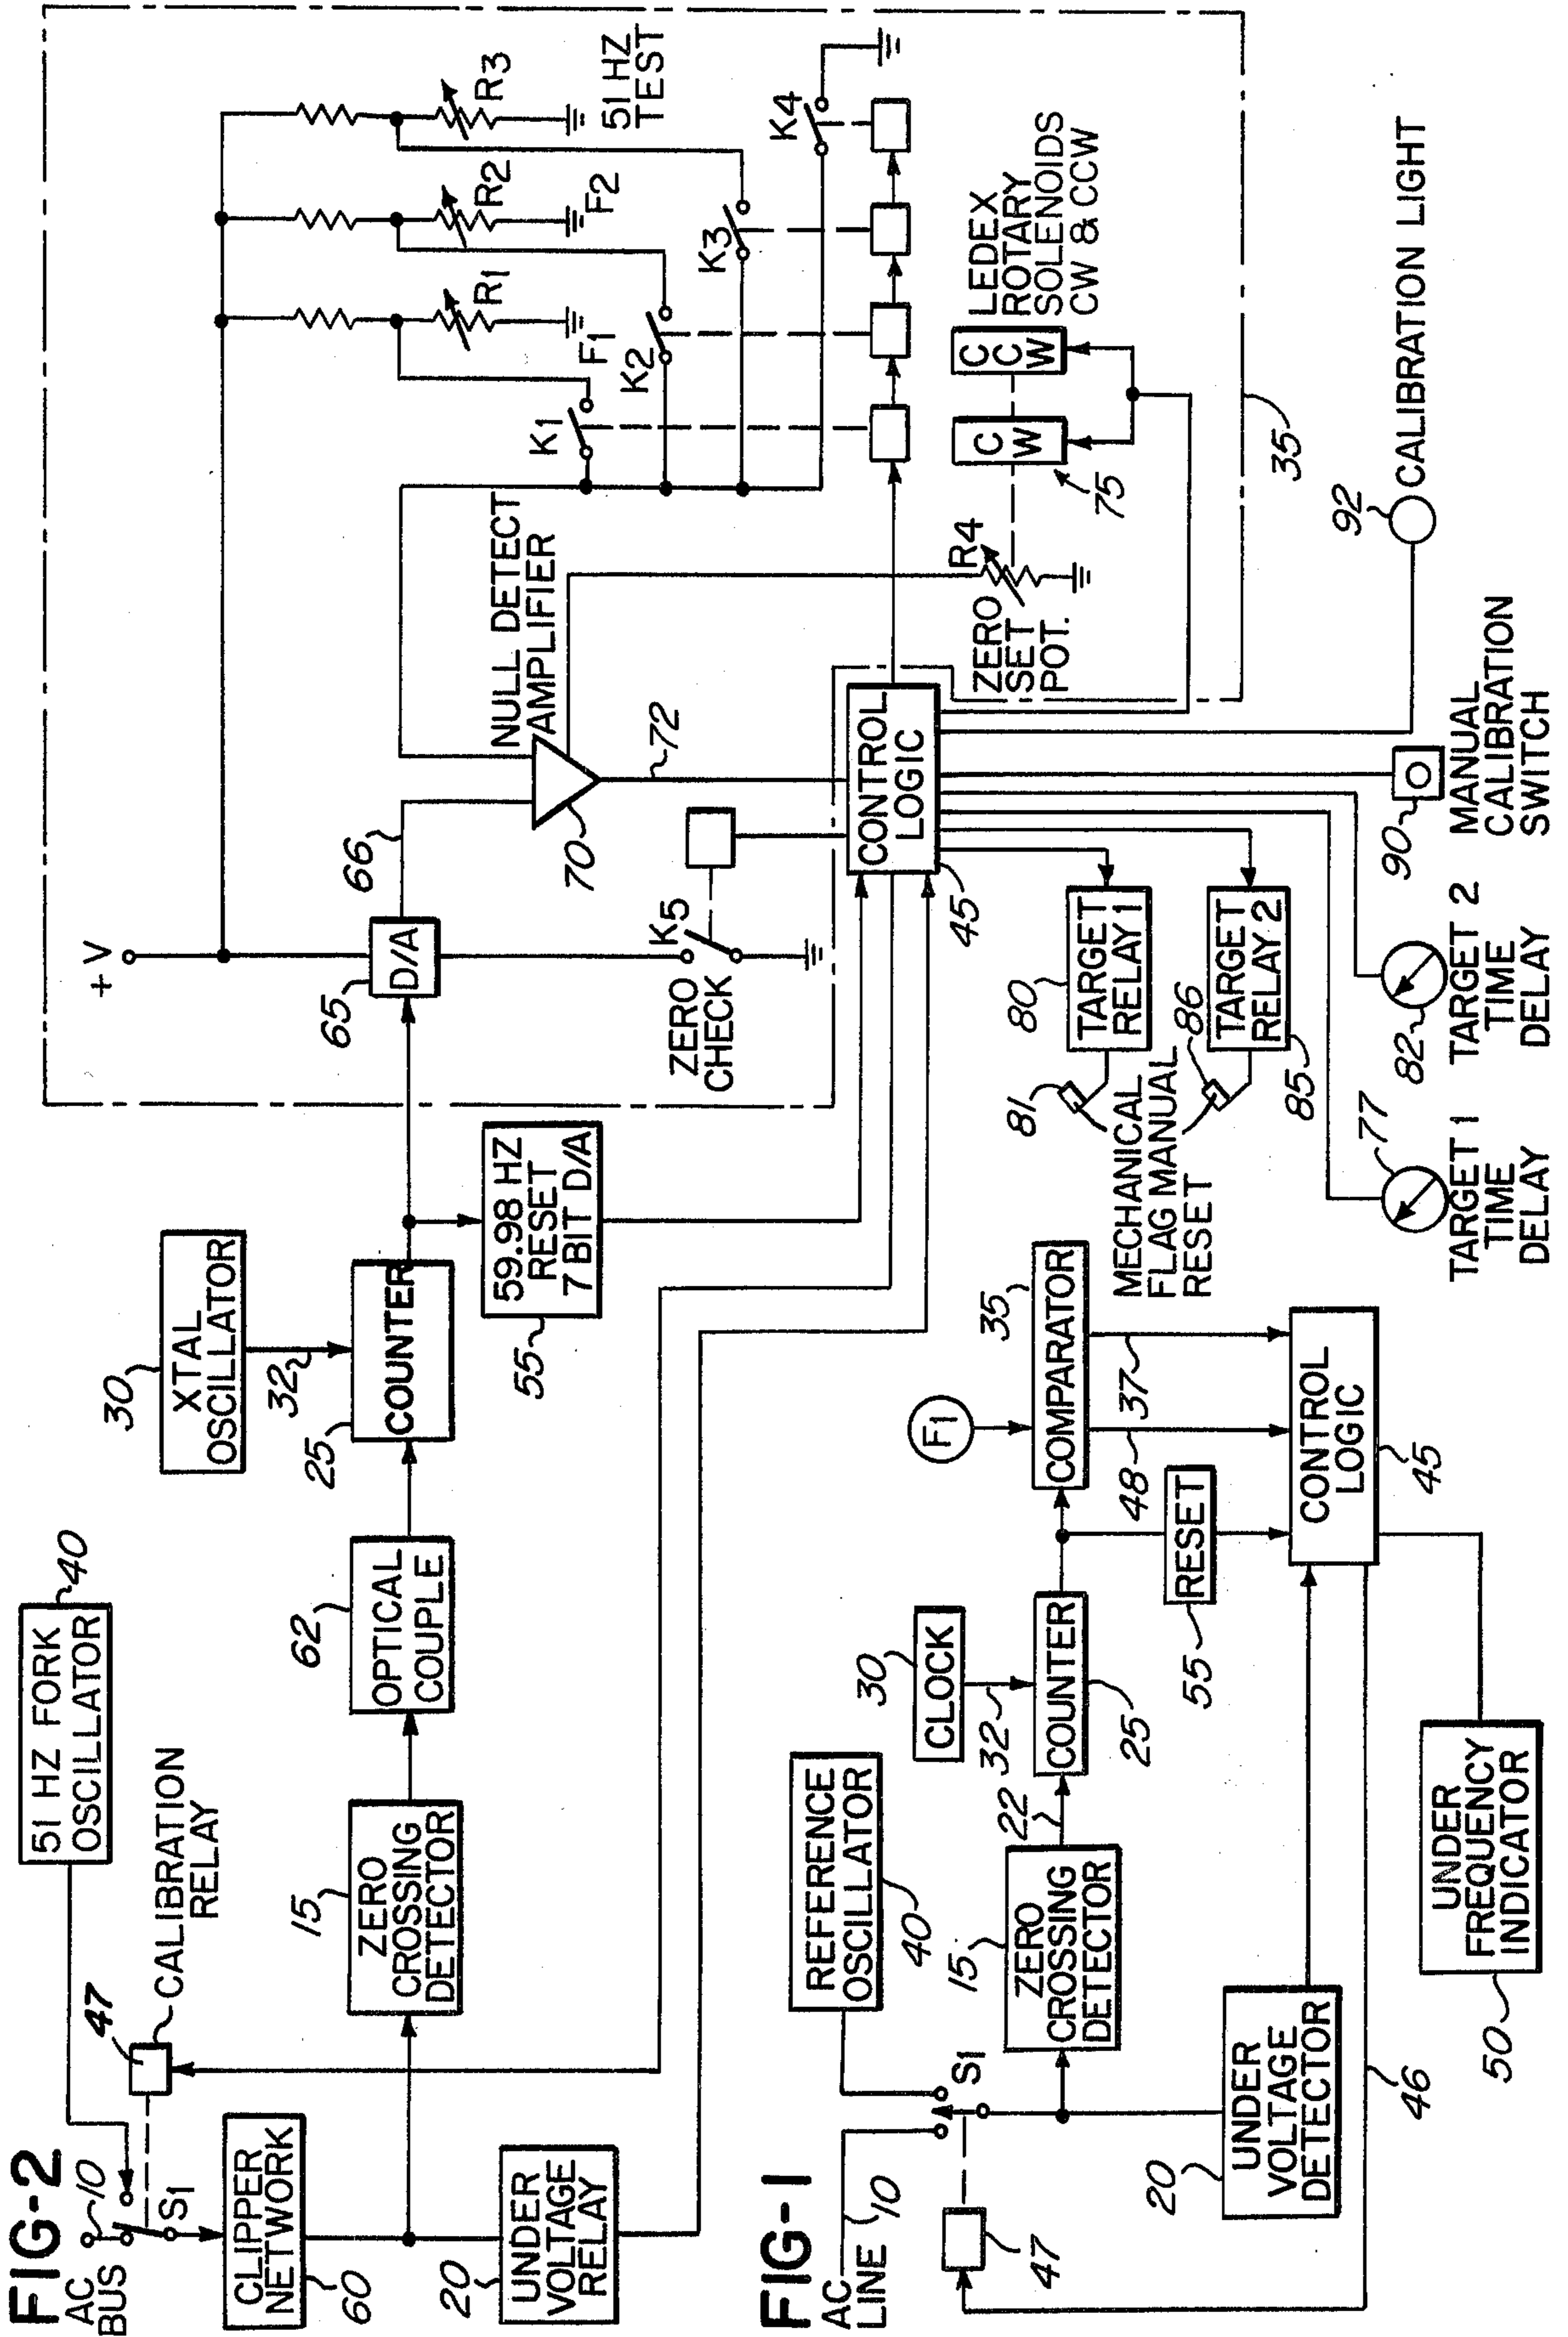 FIG-2
AC
BUS
10
S1
47
CALIBRATION
RELAY
51 HZ FORK
OSCILLATOR
40
CLIPPER
NETWORK
60
UNDER
VOLTAGE
RELAY
20
ZERO
CROSSING
DETECTOR
15
OPTICAL
COUPLE
62
XTAL
OSCILLATOR
30
32
COUNTER
25
59.98 HZ
RESET
7 BIT D/A
55
+V
D/A
65
66
ZERO
CHECK
K5
NULL DETECT
AMPLIFIER
70
72
CONTROL
LOGIC
45
K1
K2
K3
K4
R1
F1
R2
F2
R3
51 HZ
TEST
R4
ZERO
SET
POT.
CW
CCW
75
LEDEX
ROTARY
SOLENOIDS
CW & CCW
35
TARGET
RELAY 1
80
81
TARGET
RELAY 2
85
86
MECHANICAL
FLAG MANUAL
RESET
77
TARGET 1
TIME
DELAY
82
TARGET 2
TIME
DELAY
90
MANUAL
CALIBRATION
SWITCH
92
CALIBRATION LIGHT
FIG-1
AC
LINE
10
47
S1
REFERENCE
OSCILLATOR
40
ZERO
CROSSING
DETECTOR
15
22
CLOCK
30
32
COUNTER
25
F1
COMPARATOR
35
37
48
RESET
55
CONTROL
LOGIC
45
UNDER
VOLTAGE
DETECTOR
20
46
UNDER
FREQUENCY
INDICATOR
50